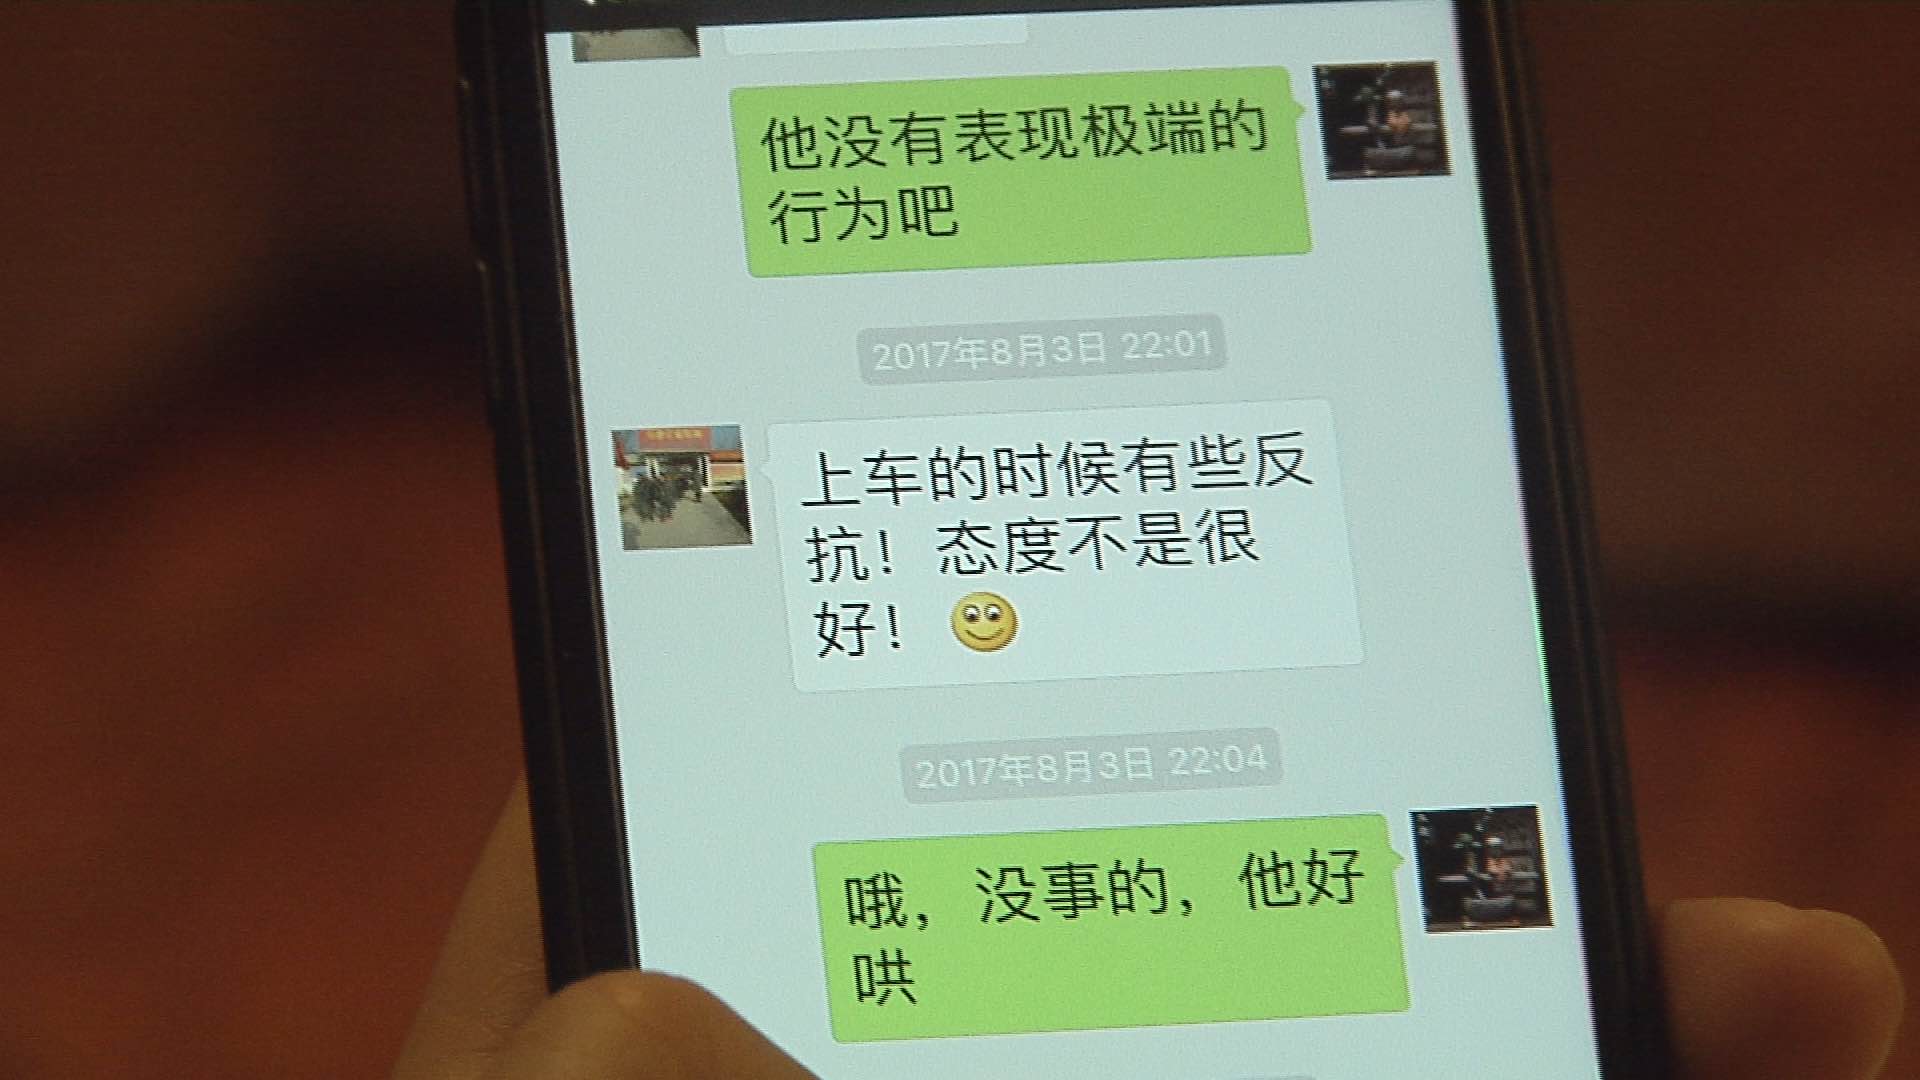 他没有表现极端的
行为吧
2017年8月3日 22:01
上车的时候有些反
抗！态度不是很
好！
2017年8月3日 22:04
哦，没事的，他好
哄